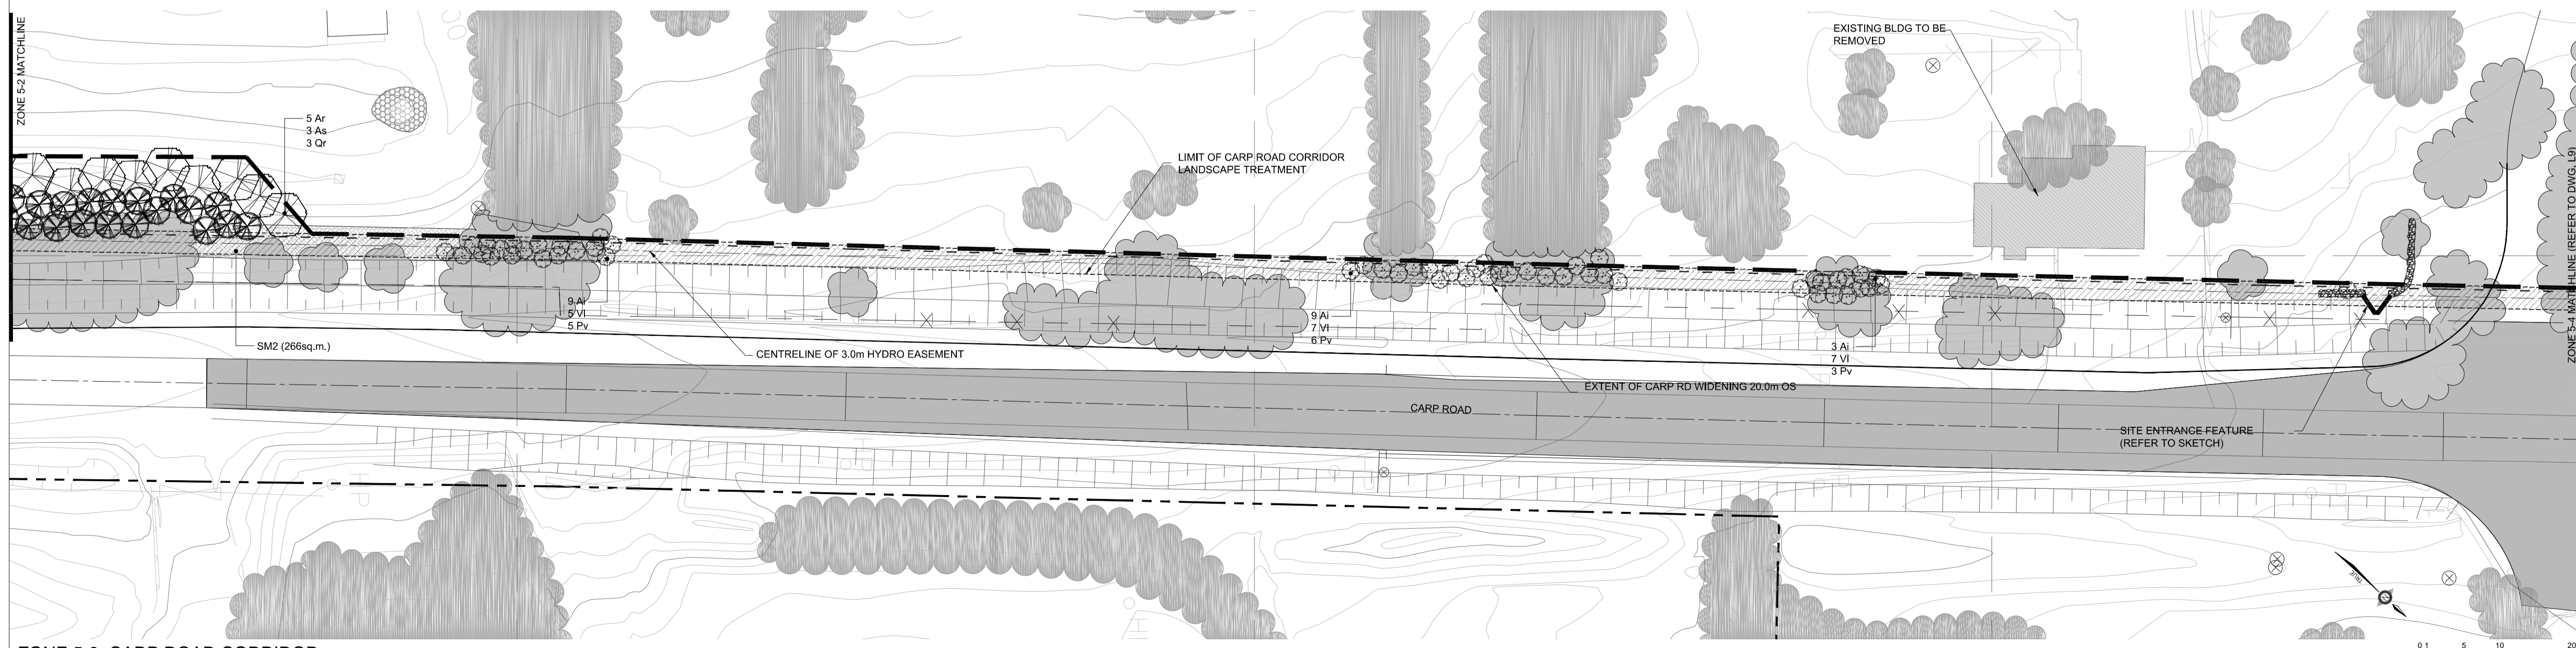 ZONE 5-2 MATCHLINE
5 Ar
3 As
3 Qr
LIMIT OF CARP ROAD CORRIDOR
LANDSCAPE TREATMENT
EXISTING BLDG TO BE
REMOVED
ZONE 5-4 MATCHLINE (REFER TO DWG, L9)
9 Ai
5 Vl
5 Pv
9 Ai
7 Vl
6 Pv
3 Ai
7 Vl
3 Pv
SM2 (266sq.m.)
CENTRELINE OF 3.0m HYDRO EASEMENT
EXTENT OF CARP RD WIDENING 20.0m OS
CARP ROAD
SITE ENTRANCE FEATURE
(REFER TO SKETCH)
TRUE
0 1 5 10 20